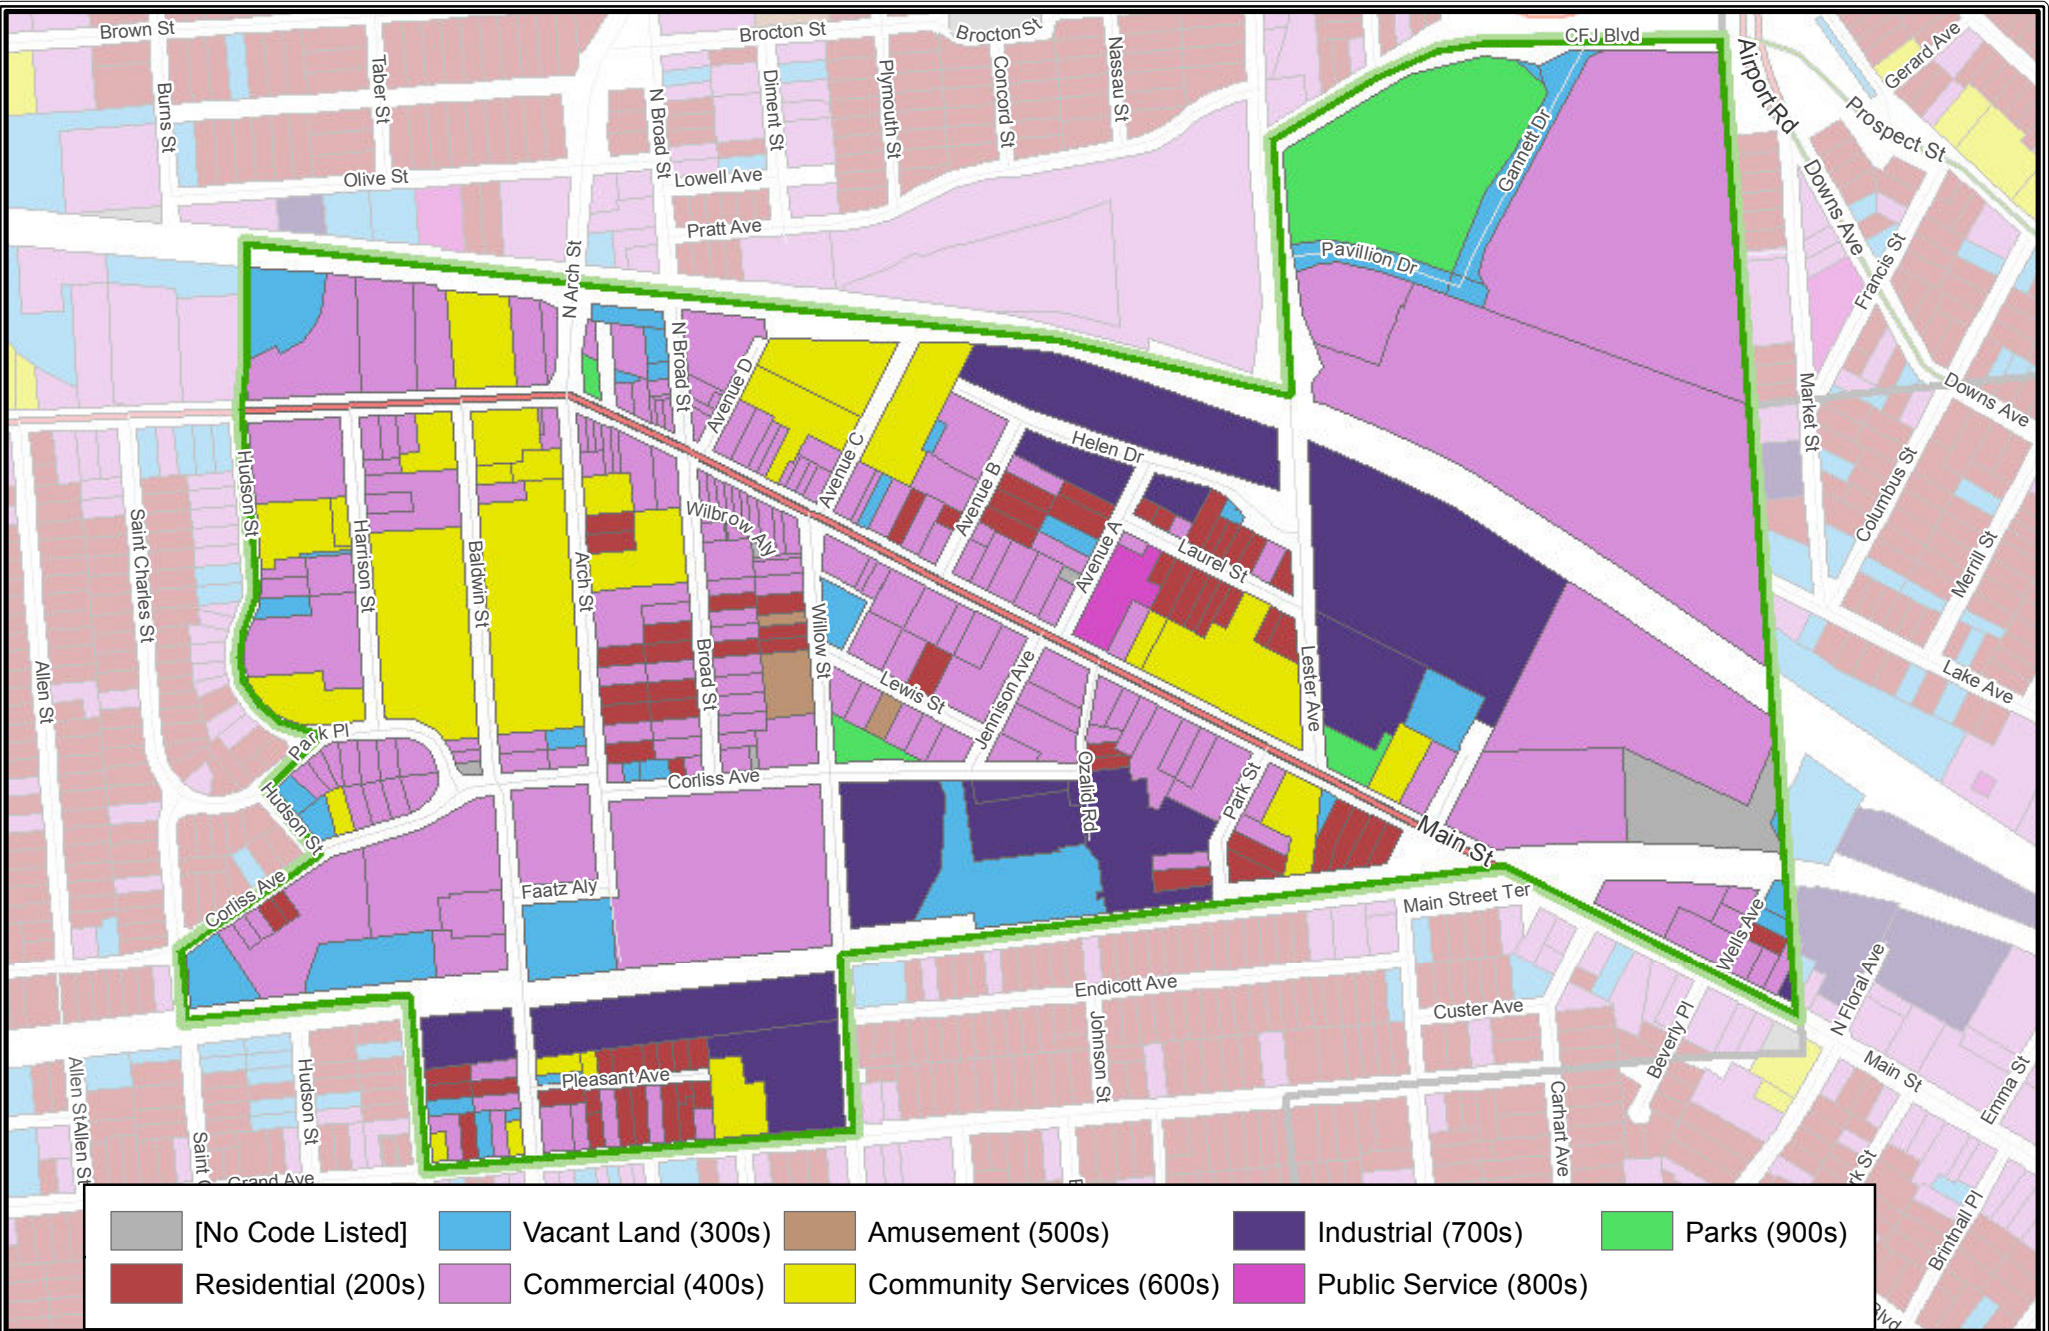 Brown St
Brocton St
Brocton St
CFJ Blvd
Gerard Ave
Taber St
Burns St
N Broad St
Diment St
Plymouth St
Concord St
Nassau St
Airport Rd
Prospect St
Gannett Dr
Olive St
Lowell Ave
Downs Ave
Pratt Ave
N Arch St
Pavillion Dr
Francis St
N Broad St
Avenue D
Market St
Downs Ave
Hudson St
Helen Dr
Avenue C
Avenue B
Wilbrow Aly
Columbus St
Saint Charles St
Harrison St
Baldwin St
Arch St
Avenue A
Laurel St
Merrill St
Willow St
Allen St
Broad St
Lewis St
Jennison Ave
Lester Ave
Lake Ave
Park Pl
Corliss Ave
Ozalid Rd
Park St
Hudson St
Main St
Corliss Ave
Faatz Aly
Main Street Ter
Wells Ave
N Floral Ave
Endicott Ave
Custer Ave
Johnson St
Beverly Pl
Main St
Allen St
Allen St
Hudson St
Pleasant Ave
Carhart Ave
Emma St
Saint
Grand Ave
Brintnall Pl
Blvd
[No Code Listed]
Vacant Land (300s)
Amusement (500s)
Industrial (700s)
Parks (900s)
Residential (200s)
Commercial (400s)
Community Services (600s)
Public Service (800s)